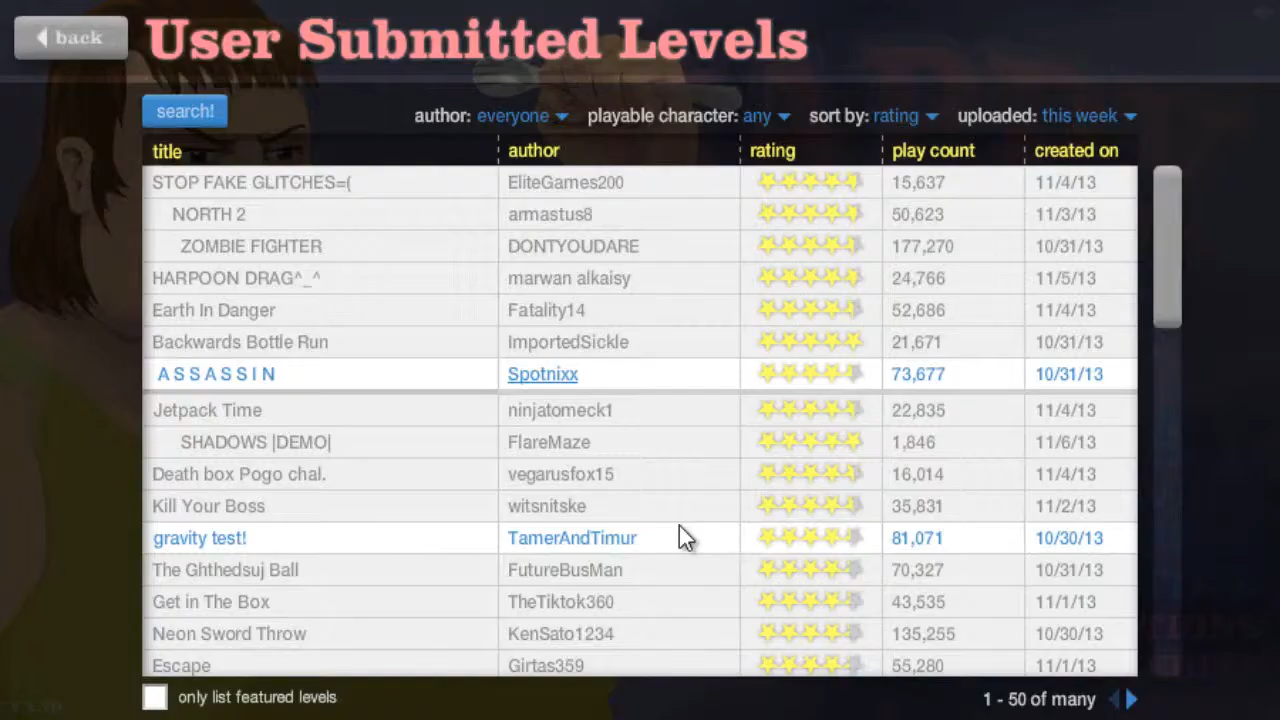 back
User Submitted Levels
search!
author: everyone playable character: any sort by: rating uploaded: this week
title author rating play count created on
STOP FAKE GLITCHES=( EliteGames200 15,637 11/4/13
NORTH 2 armastus8 50,623 11/3/13
ZOMBIE FIGHTER DONTYOUDARE 177,270 10/31/13
HARPOON DRAG^_^ marwan alkaisy 24,766 11/5/13
Earth In Danger Fatality14 52,686 11/4/13
Backwards Bottle Run ImportedSickle 21,671 10/31/13
A S S A S S I N Spotnixx 73,677 10/31/13
Jetpack Time ninjatomeck1 22,835 11/4/13
SHADOWS |DEMO| FlareMaze 1,846 11/6/13
Death box Pogo chal. vegarusfox15 16,014 11/4/13
Kill Your Boss witsnitske 35,831 11/2/13
gravity test! TamerAndTimur 81,071 10/30/13
The Ghthedsuj Ball FutureBusMan 70,327 10/31/13
Get in The Box TheTiktok360 43,535 11/1/13
Neon Sword Throw KenSato1234 135,255 10/30/13
Escape Girtas359 55,280 11/1/13
only list featured levels
1 - 50 of many